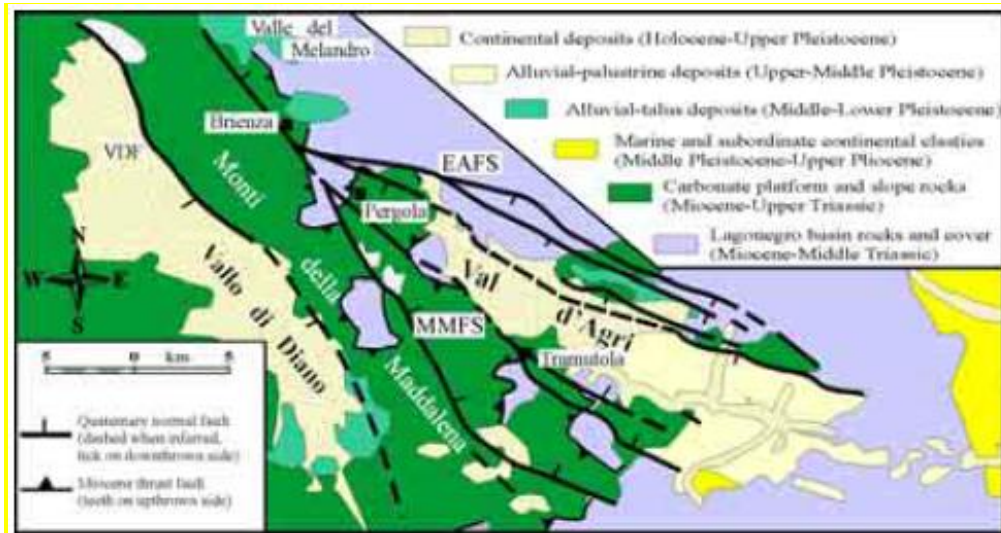 Valle del
Melandro
Brienza
VDF
EAFS
Pergola
Monti
della
Maddalena
Vallo
di
Diano
Val
d'Agri
MMFS
Tramutola
N
W E
S
Continental deposits (Holocene-Upper Pleistocene)
Alluvial-palustrine deposits (Upper-Middle Pleistocene)
Alluvial-talus deposits (Middle-Lower Pleistocene)
Marine and subordinate continental clastics
(Middle Pleistocene-Upper Pliocene)
Carbonate platform and slope rocks
(Miocene-Upper Triassic)
Lagonegro basin rocks and cover
(Miocene-Middle Triassic)
5 0 km 5
Quaternary normal fault
(dashed when inferred,
tick on downthrown side)
Miocene thrust fault
(teeth on upthrown side)